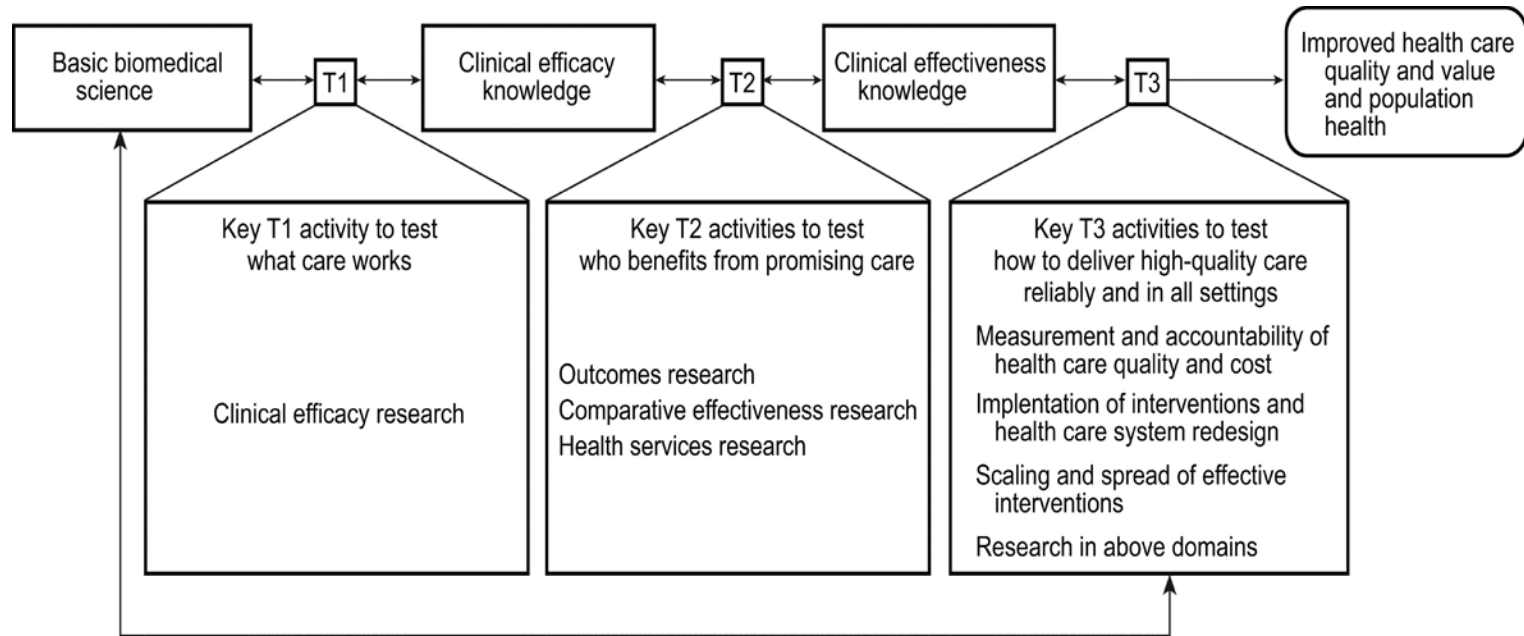 Basic biomedical
science
T1
Clinical efficacy
knowledge
T2
Clinical effectiveness
knowledge
T3
Improved health care
quality and value
and population
health
Key T1 activity to test
what care works
Clinical efficacy research
Key T2 activities to test
who benefits from promising care
Outcomes research
Comparative effectiveness research
Health services research
Key T3 activities to test
how to deliver high-quality care
reliably and in all settings
Measurement and accountability of
health care quality and cost
Implentation of interventions and
health care system redesign
Scaling and spread of effective
interventions
Research in above domains